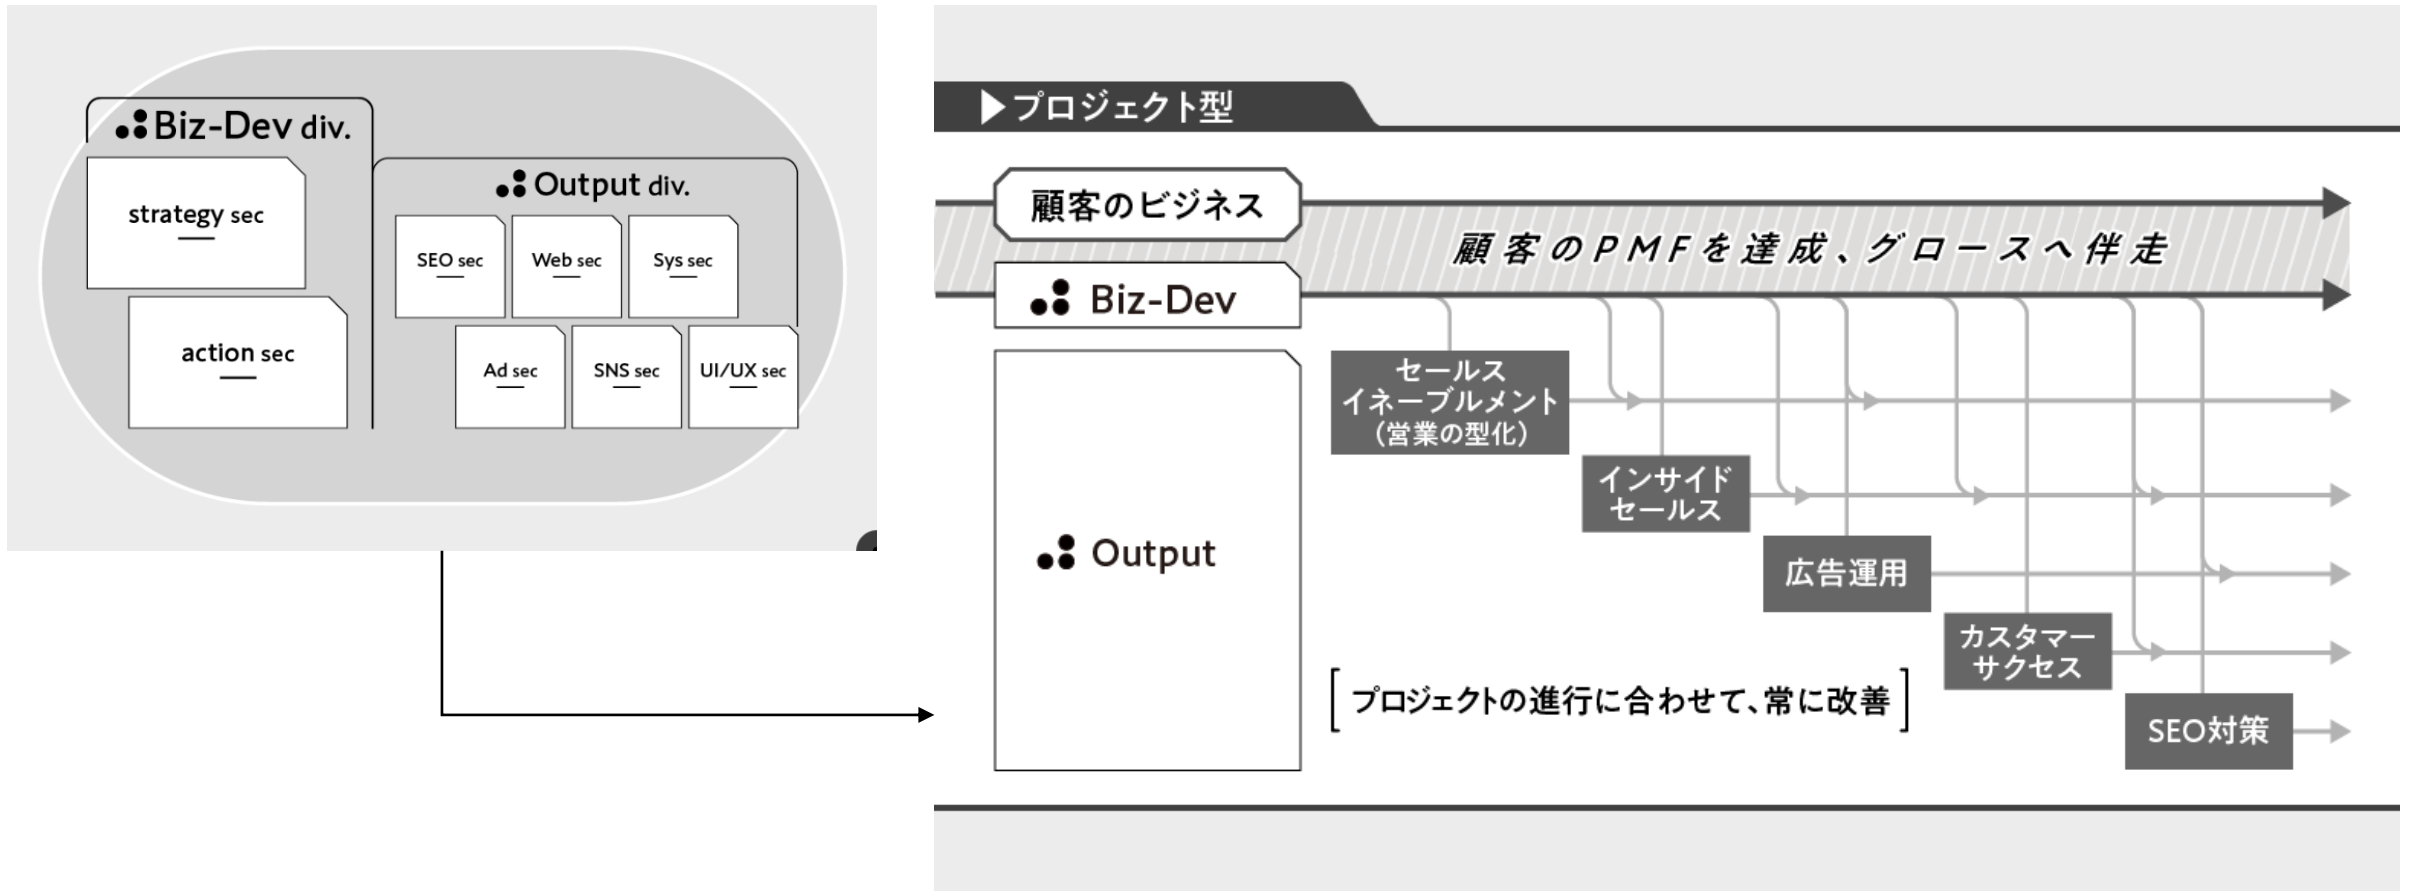 Biz-Dev div.
strategy sec
action sec
Output div.
SEO sec
Web sec
Sys sec
Ad sec
SNS sec
UI/UX sec
▶プロジェクト型
顧客のビジネス
顧客のPMFを達成、グロースへ伴走
Biz-Dev
Output
セールス
イネーブルメント
（営業の型化）
インサイド
セールス
広告運用
カスタマー
サクセス
SEO対策
[プロジェクトの進行に合わせて、常に改善]